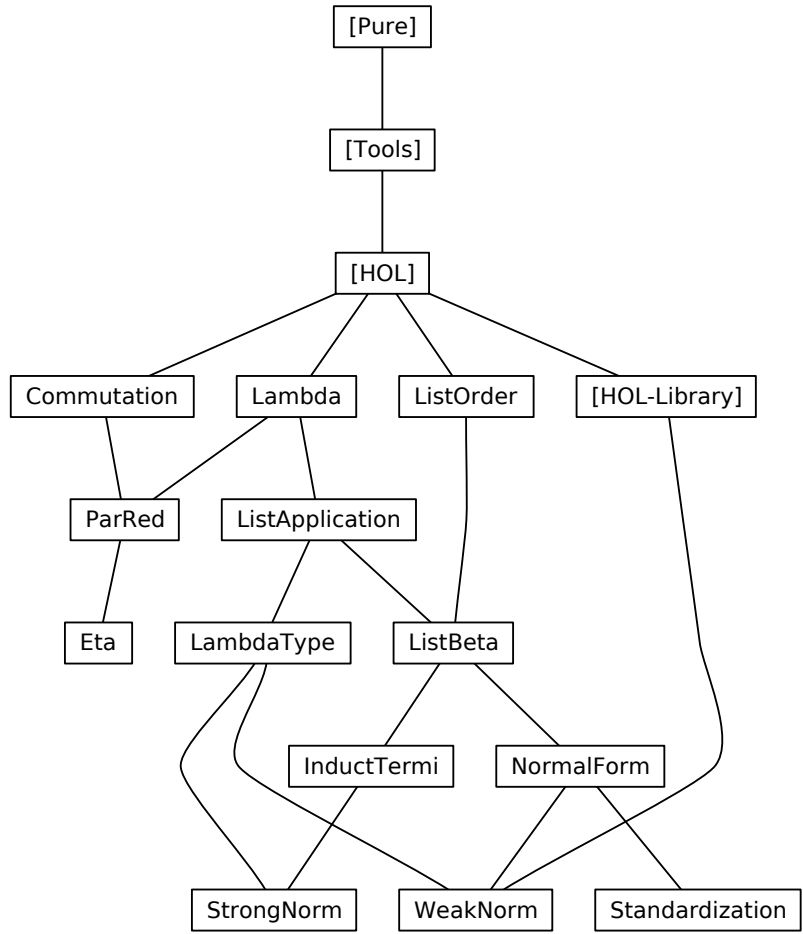 [Pure]
[Tools]
[HOL]
Commutation
Lambda
ListOrder
[HOL-Library]
ParRed
ListApplication
Eta
LambdaType
ListBeta
InductTermi
NormalForm
StrongNorm
WeakNorm
Standardization